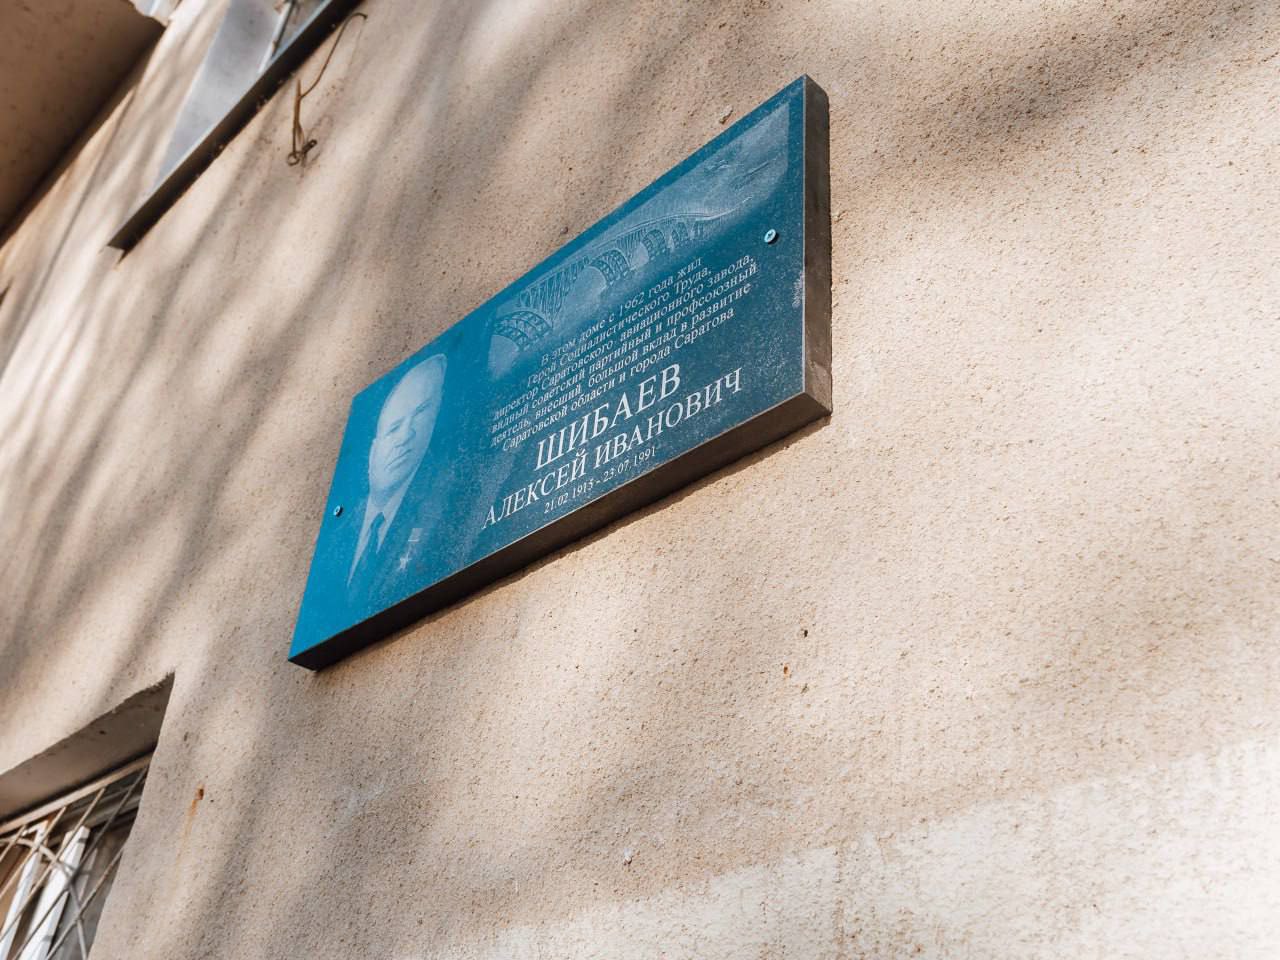 В этом доме с 1962 года жил
Герой Социалистического Труда,
директор Саратовского авиационного завода,
видный советский партийный и профсоюзный
деятель, внесший большой вклад в развитие
Саратовской области и города Саратова
ШИБАЕВ
АЛЕКСЕЙ ИВАНОВИЧ
21.02.1915 - 23.07.1991